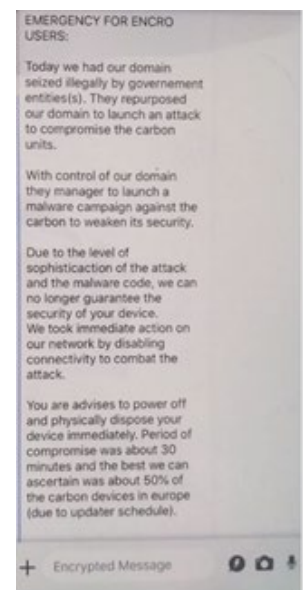 EMERGENCY FOR ENCRO
USERS:
Today we had our domain
seized illegally by governement
entities(s). They repurposed
our domain to launch an attack
to compromise the carbon
units.
With control of our domain
they manager to launch a
malware campaign against the
carbon to weaken its security.
Due to the level of
sophisticaction of the attack
and the malware code, we can
no longer guarantee the
security of your device.
We took immediate action on
our network by disabling
connectivity to combat the
attack.
You are advises to power off
and physically dispose your
device immediately. Period of
compromise was about 30
minutes and the best we can
ascertain was about 50% of
the carbon devices in europe
(due to updater schedule).
Encrypted Message